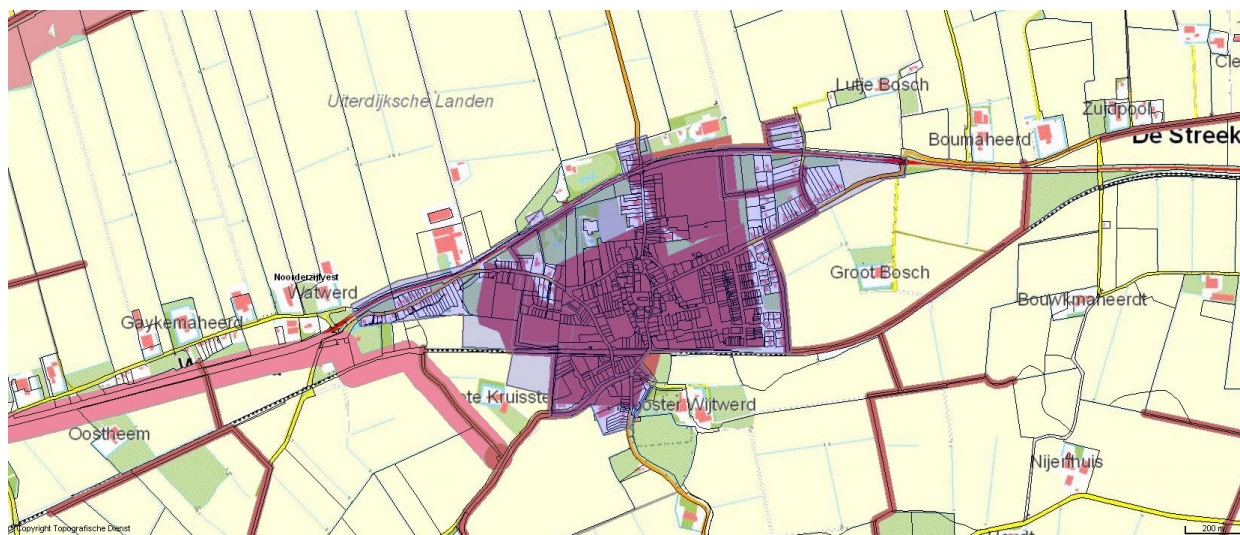 Uiterdijksche Landen
Lutje Bosch
Zuidpool
Cle
Boumaheerd
De Streek
Noorderzijlvest
Watwerd
Groot Bosch
Bouwkmaheerdt
Gaykemaheerd
te Kruisste
ooster Wijtwerd
Oostheem
Nijenhuis
Copyright Topografische Dienst
200 m